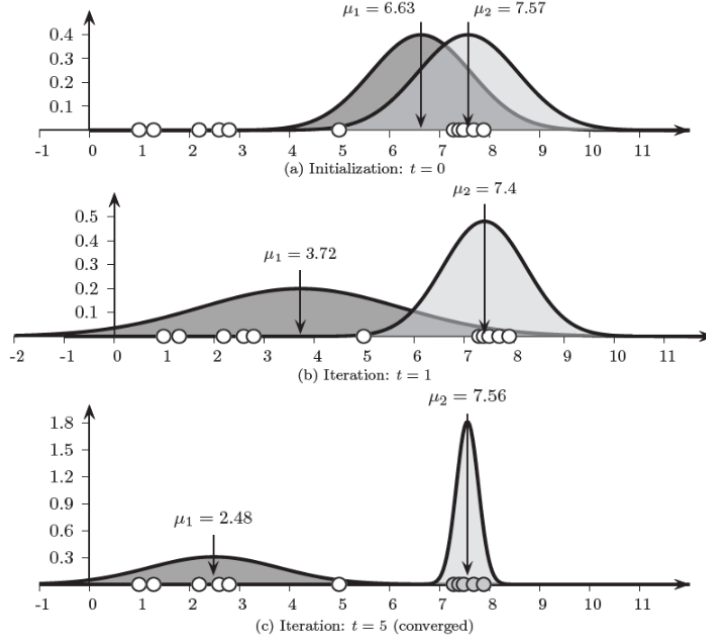 μ₁ = 6.63 μ₂ = 7.57
0.4
0.3
0.2
0.1
-1 0 1 2 3 4 5 6 7 8 9 10 11
(a) Initialization: t = 0
μ₂ = 7.4
0.5
0.4
μ₁ = 3.72
0.3
0.2
0.1
-2 -1 0 1 2 3 4 5 6 7 8 9 10 11
(b) Iteration: t = 1
μ₂ = 7.56
1.8
1.5
1.2
0.9
μ₁ = 2.48
0.6
0.3
-1 0 1 2 3 4 5 6 7 8 9 10 11
(c) Iteration: t = 5 (converged)